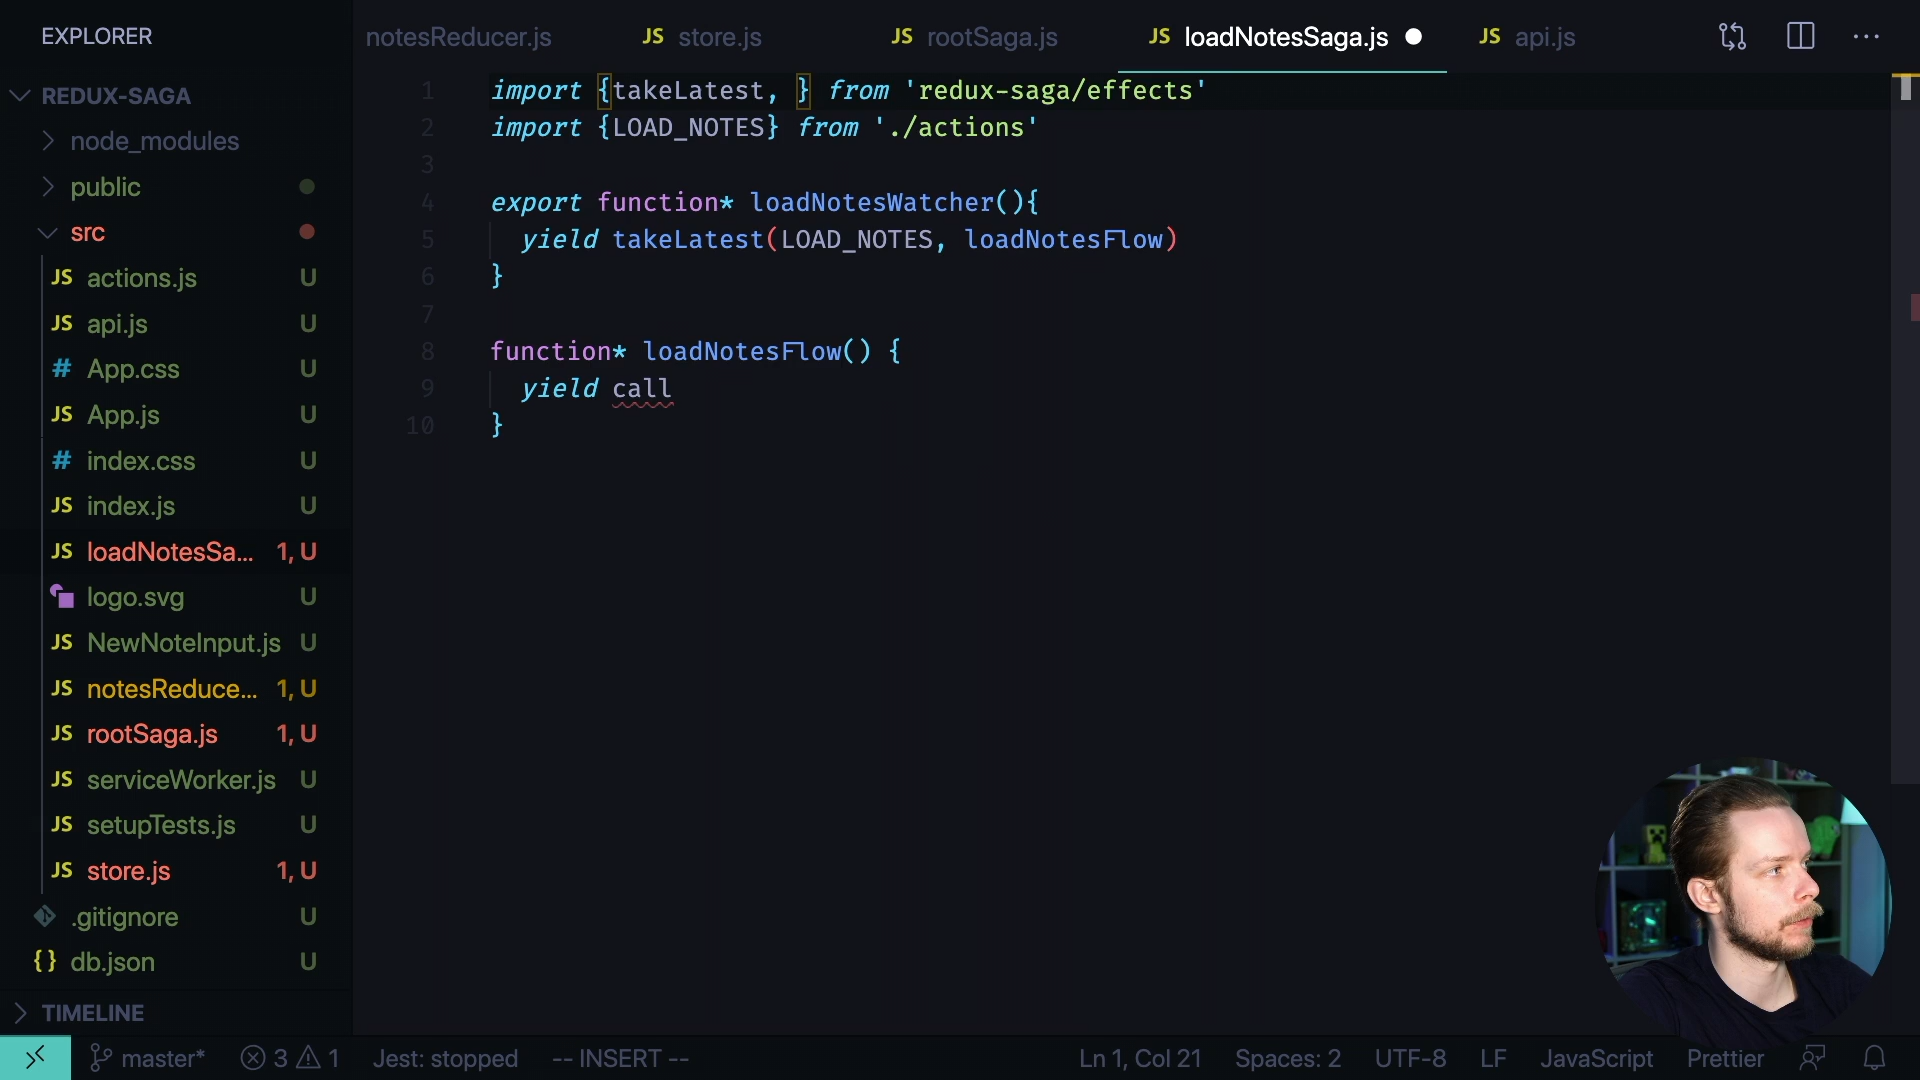 EXPLORER
notesReducer.js
JS store.js
JS rootSaga.js
JS loadNotesSaga.js
JS api.js
REDUX-SAGA
node_modules
public
src
JS actions.js U
JS api.js U
# App.css U
JS App.js U
# index.css U
JS index.js U
JS loadNotesSa... 1, U
logo.svg U
JS NewNoteInput.js U
JS notesReduce... 1, U
JS rootSaga.js 1, U
JS serviceWorker.js U
JS setupTests.js U
JS store.js 1, U
.gitignore U
{} db.json U
TIMELINE
1 import {takeLatest, } from 'redux-saga/effects'
2 import {LOAD_NOTES} from './actions'
3
4 export function* loadNotesWatcher(){
5 yield takeLatest(LOAD_NOTES, loadNotesFlow)
6 }
7
8 function* loadNotesFlow() {
9 yield call
10 }
master* 3 1 Jest: stopped -- INSERT -- Ln 1, Col 21 Spaces: 2 UTF-8 LF JavaScript Prettier